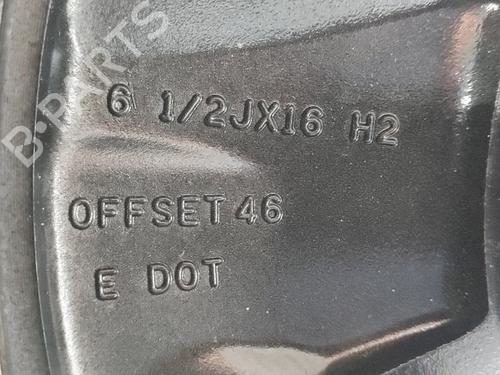 B-PARTS
6 1/2JX16 H2
OFFSET 46
E DOT